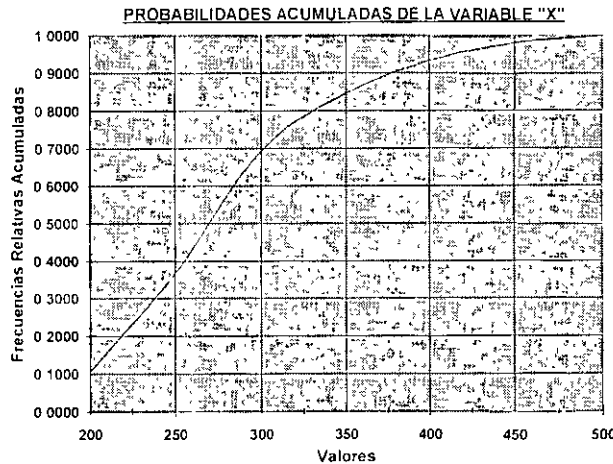 PROBABILIDADES ACUMULADAS DE LA VARIABLE "X"
Frecuencias Relativas Acumuladas
1 0000
0 9000
0 8000
0 7000
0 6000
0 5000
0 4000
0 3000
0 2000
0 1000
0 0000
200 250 300 350 400 450 500
Valores